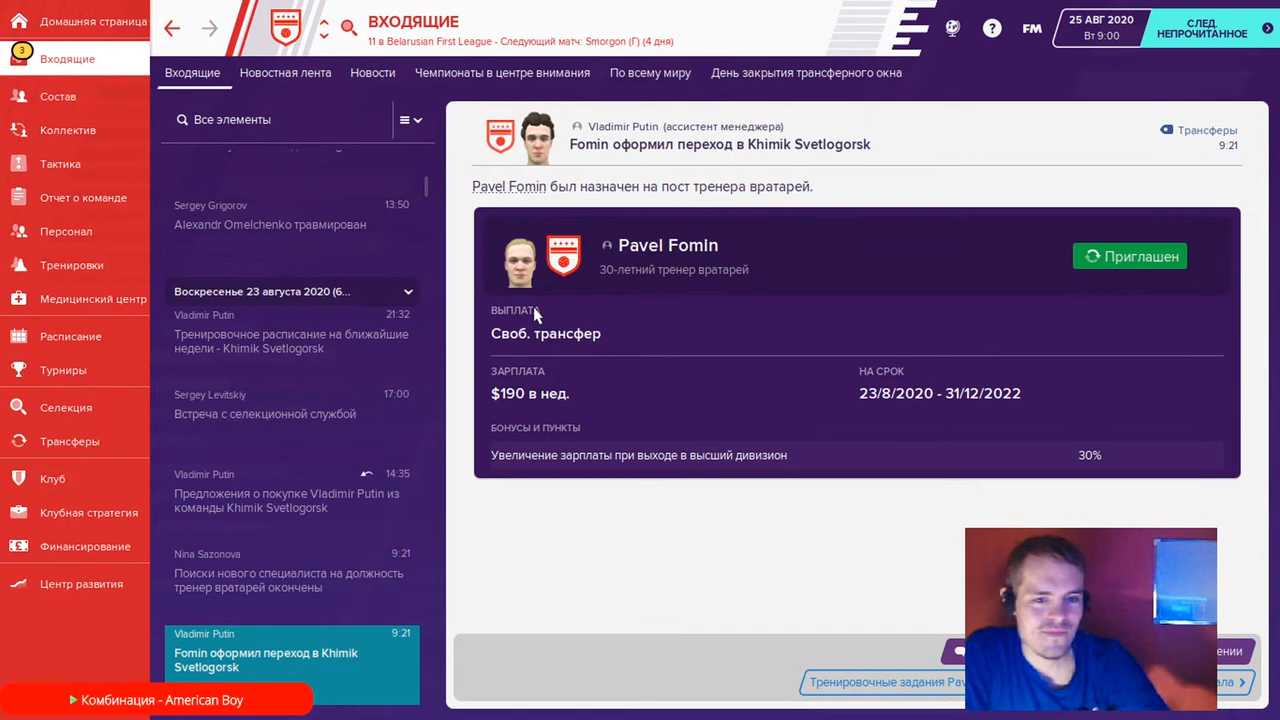 Домашняя страница
3
Входящие
Состав
Коллектив
Тактика
Отчет о команде
Персонал
Тренировки
Медицинский центр
Расписание
Турниры
Селекция
Трансферы
Клуб
Клубная стратегия
Финансирование
Центр развития
ВХОДЯЩИЕ
11 в Belarusian First League - Следующий матч: Smorgon (Г) (4 дня)
?
FM
25 АВГ 2020
Вт 9:00
СЛЕД.
НЕПРОЧИТАННОЕ
Входящие
Новостная лента
Новости
Чемпионаты в центре внимания
По всему миру
День закрытия трансферного окна
Все элементы
Sergey Grigorov 13:50
Alexandr Omelchenko травмирован
Воскресенье 23 августа 2020 (6...
Vladimir Putin 21:32
Тренировочное расписание на ближайшие
недели - Khimik Svetlogorsk
Sergey Levitskiy 17:00
Встреча с селекционной службой
Vladimir Putin 14:35
Предложения о покупке Vladimir Putin из
команды Khimik Svetlogorsk
Nina Sazonova 9:21
Поиски нового специалиста на должность
тренер вратарей окончены
Vladimir Putin 9:21
Fomin оформил переход в Khimik
Svetlogorsk
Vladimir Putin (ассистент менеджера)
Fomin оформил переход в Khimik Svetlogorsk
Трансферы
9:21
Pavel Fomin был назначен на пост тренера вратарей.
Pavel Fomin
30-летний тренер вратарей
Приглашен
ВЫПЛАТА
Своб. трансфер
ЗАРПЛАТА
$190 в нед.
НА СРОК
23/8/2020 - 31/12/2022
БОНУСЫ И ПУНКТЫ
Увеличение зарплаты при выходе в высший дивизион 30%
Тренировочные задания
Комбинация - American Boy